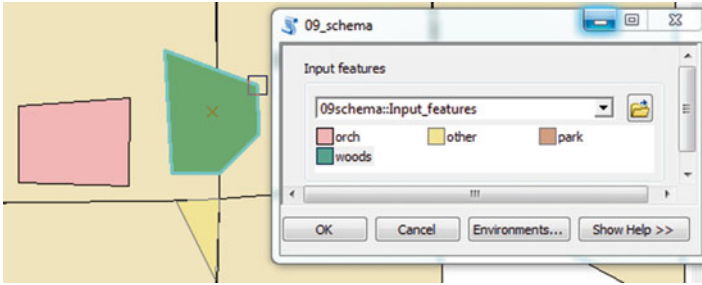 09_schema
Input features
09schema::Input_features
orch other park
woods
OK Cancel Environments... Show Help >>